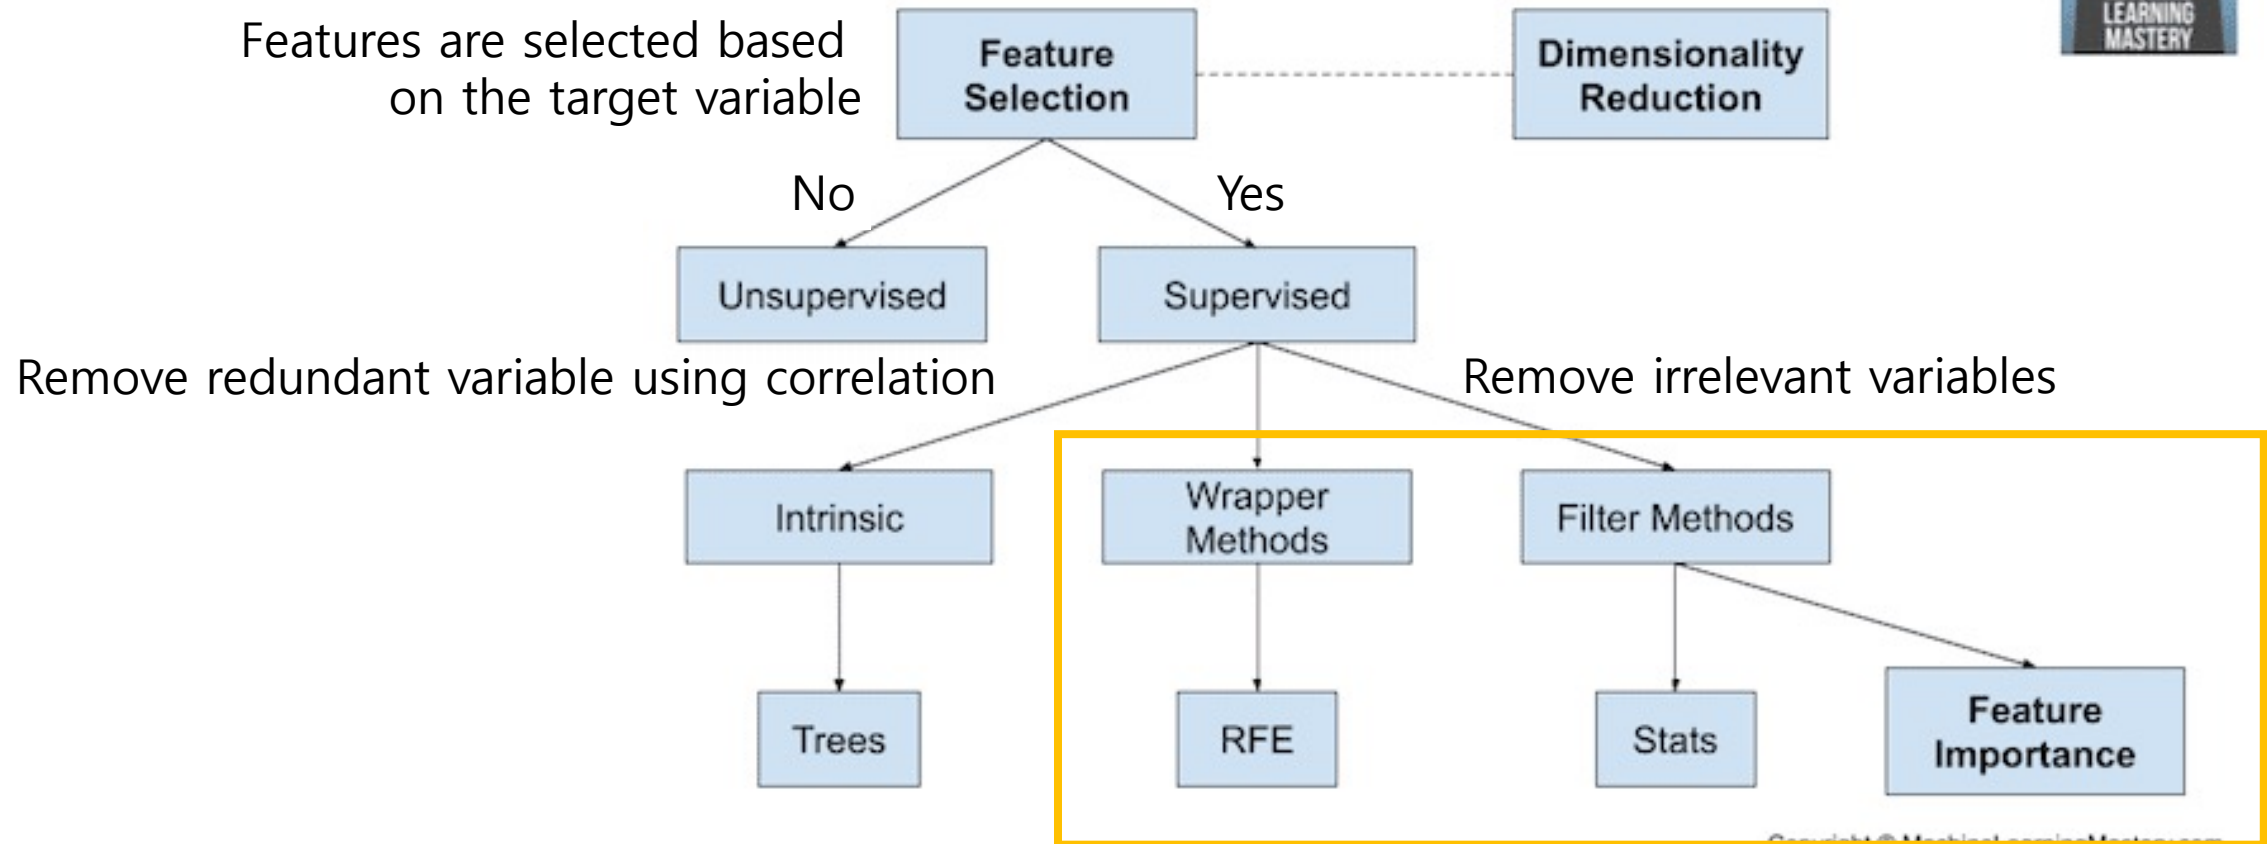 LEARNING
MASTERY
Features are selected based
on the target variable
Feature
Selection
Dimensionality
Reduction
No
Yes
Unsupervised
Supervised
Remove redundant variable using correlation
Remove irrelevant variables
Intrinsic
Wrapper
Methods
Filter Methods
Trees
RFE
Stats
Feature
Importance